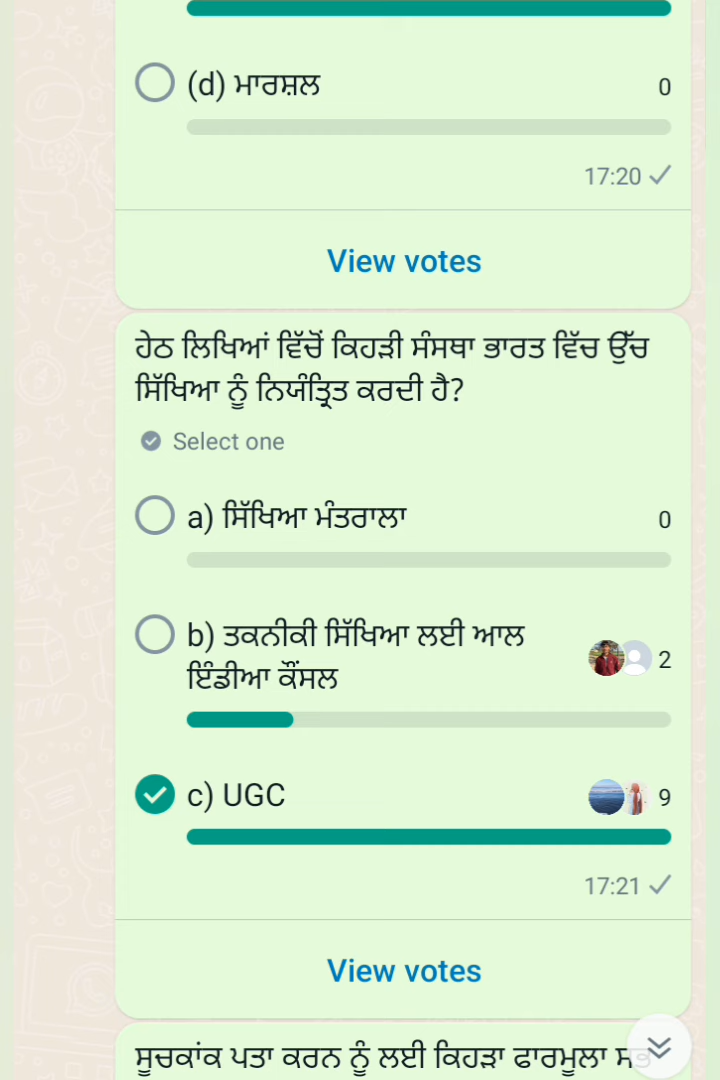 (d) ਮਾਰਸ਼ਲ 0
17:20
View votes
ਹੇਠ ਲਿਖਿਆਂ ਵਿੱਚੋਂ ਕਿਹੜੀ ਸੰਸਥਾ ਭਾਰਤ ਵਿੱਚ ਉੱਚ
ਸਿੱਖਿਆ ਨੂੰ ਨਿਯੰਤ੍ਰਿਤ ਕਰਦੀ ਹੈ?
Select one
a) ਸਿੱਖਿਆ ਮੰਤਰਾਲਾ 0
b) ਤਕਨੀਕੀ ਸਿੱਖਿਆ ਲਈ ਆਲ
ਇੰਡੀਆ ਕੌਂਸਲ 2
c) UGC 9
17:21
View votes
ਸੂਚਕਾਂਕ ਪਤਾ ਕਰਨ ਨੂੰ ਲਈ ਕਿਹੜਾ ਫਾਰਮੂਲਾ